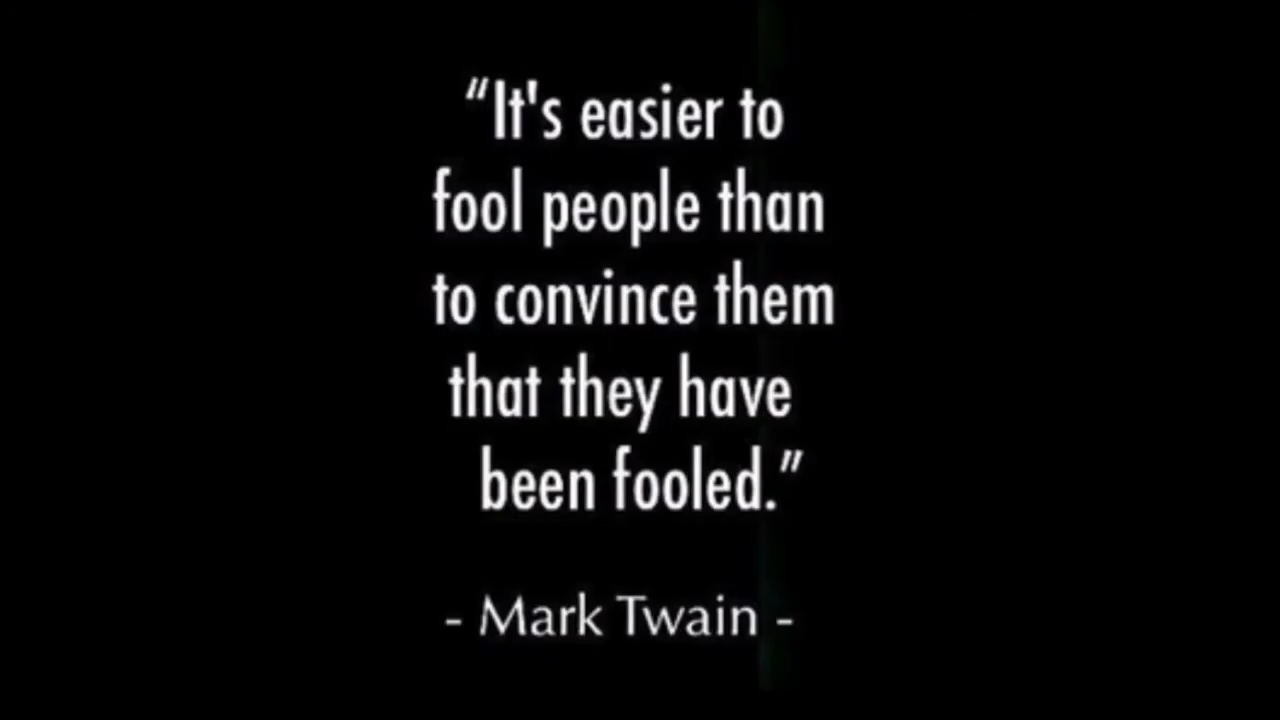 “It's easier to
fool people than
to convince them
that they have
been fooled.”
- Mark Twain -